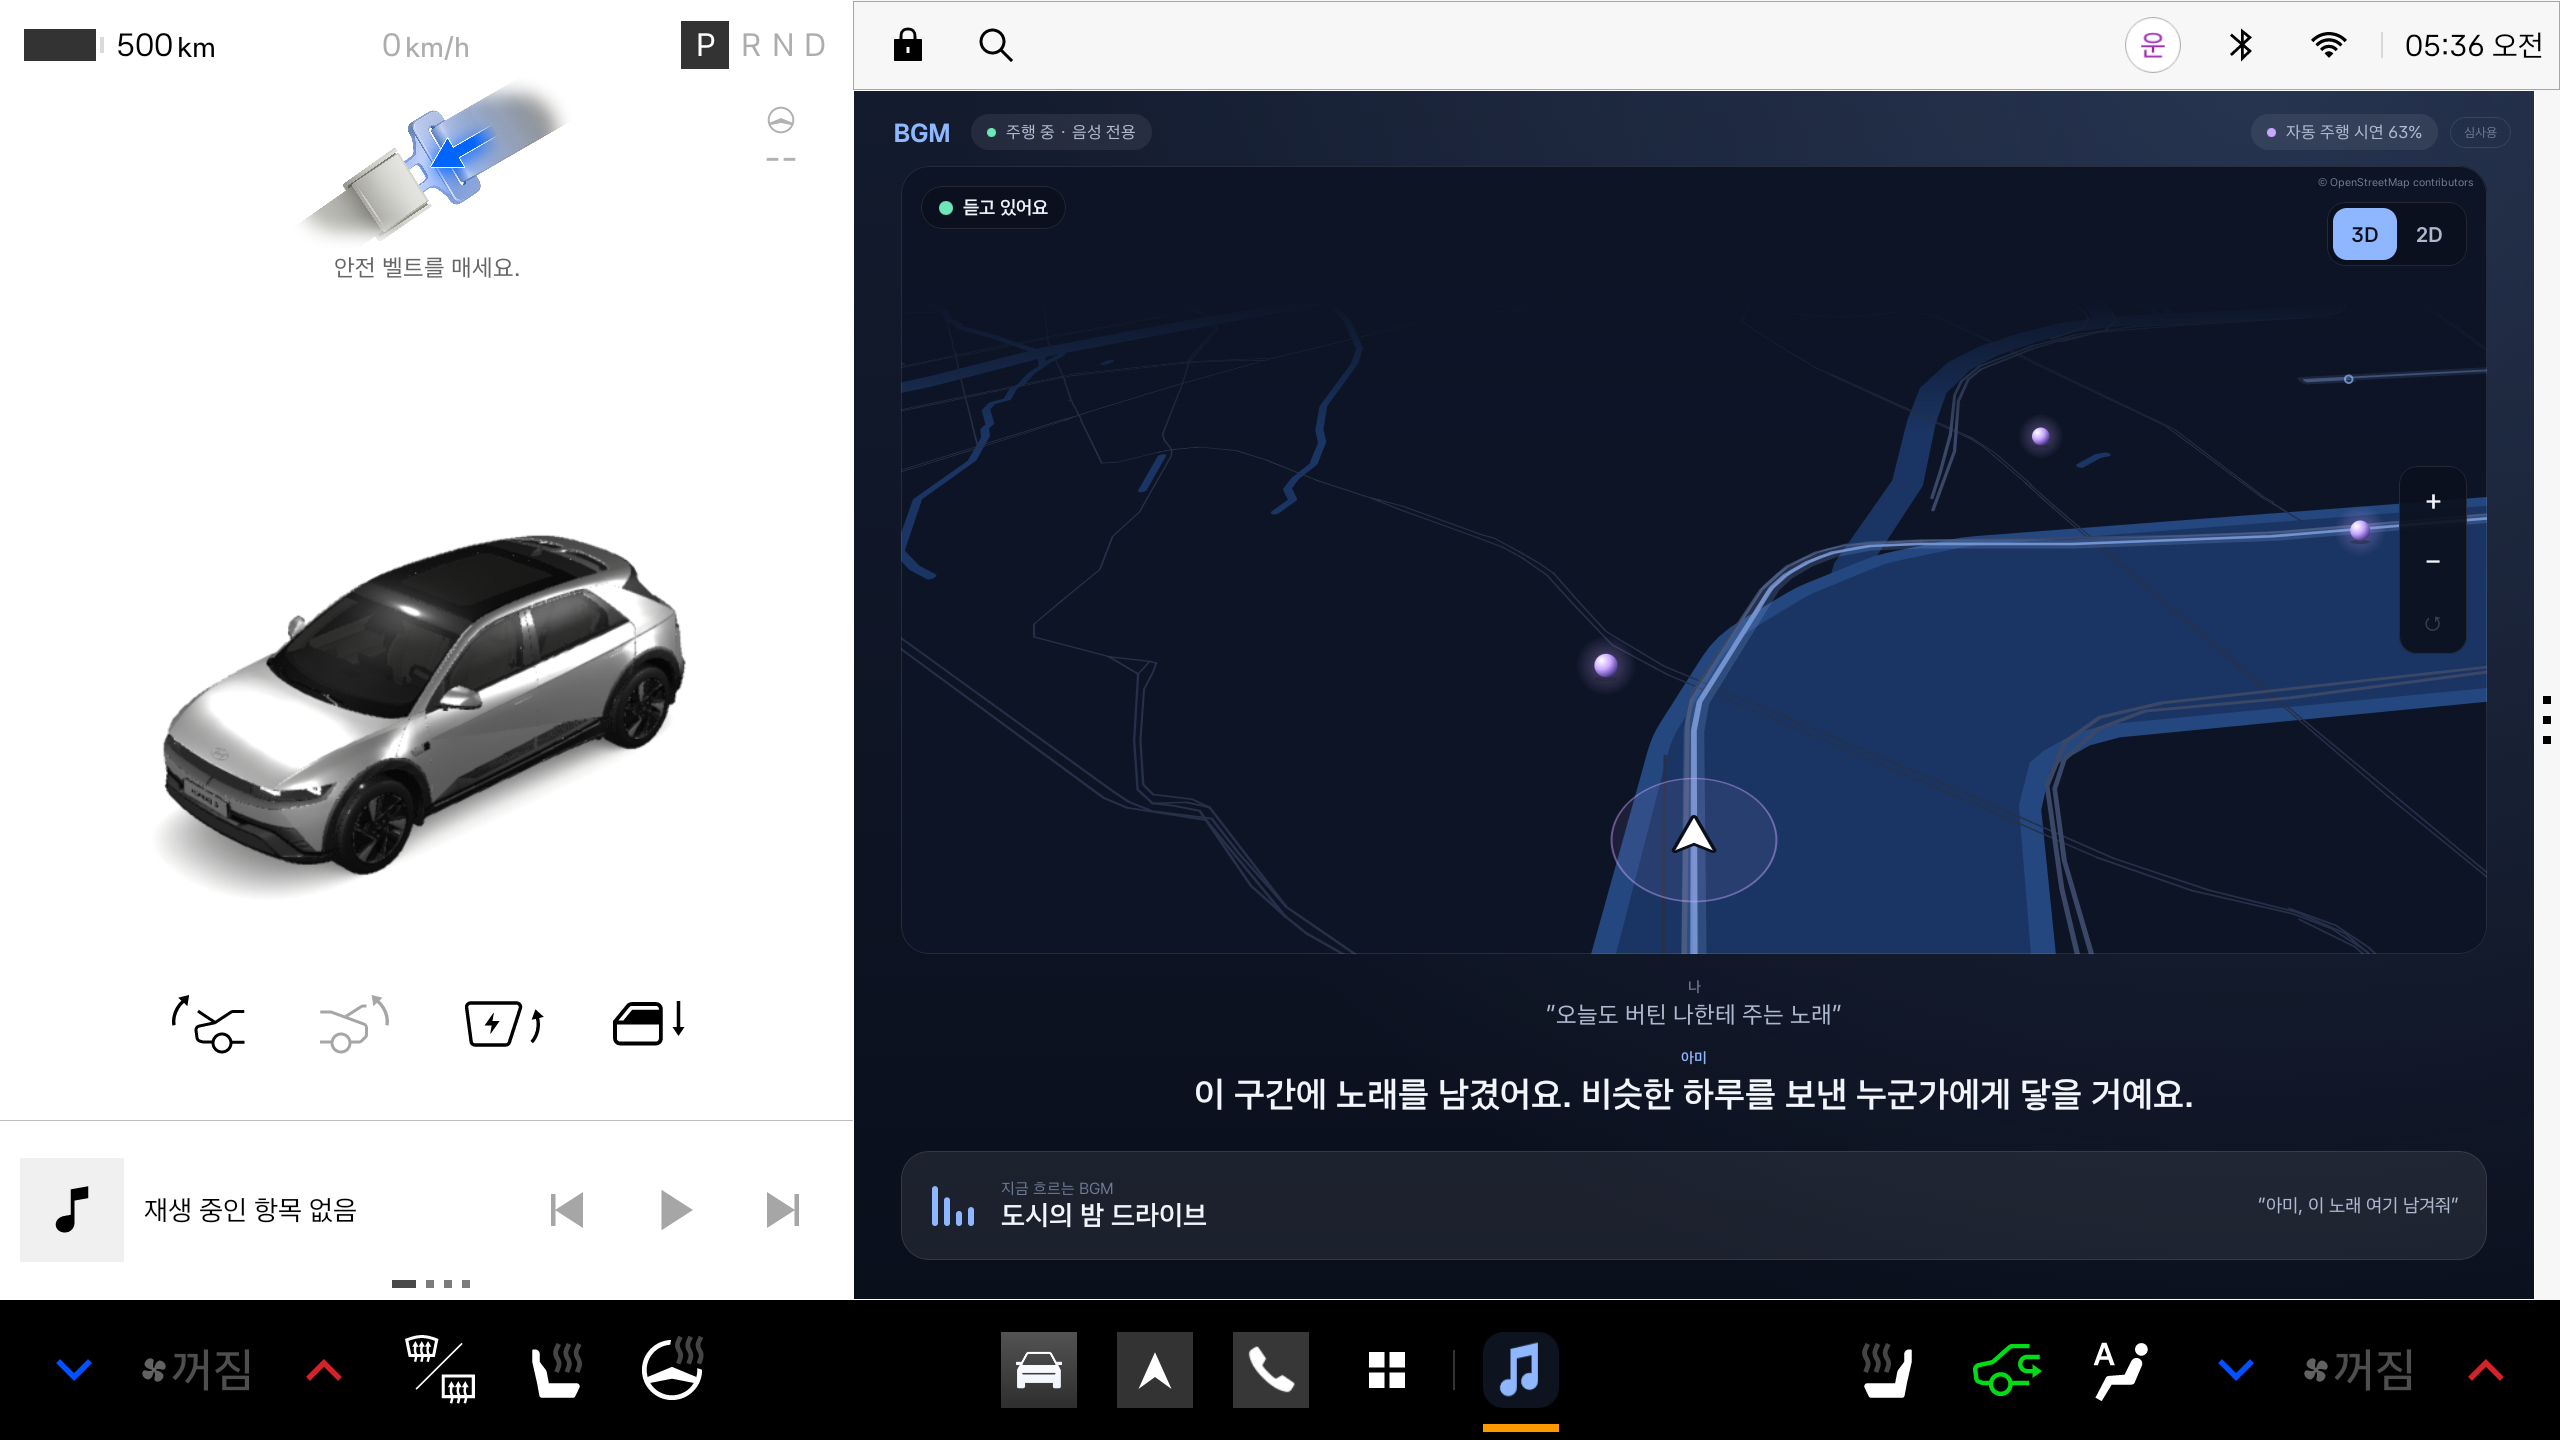 500 km
0 km/h
P R N D
운
05:36 오전
안전 벨트를 매세요.
BGM
주행 중 · 음성 전용
자동 주행 시연 63%
심사용
듣고 있어요
© OpenStreetMap contributors
3D 2D
+
−
나
"오늘도 버틴 나한테 주는 노래"
아미
이 구간에 노래를 남겼어요. 비슷한 하루를 보낸 누군가에게 닿을 거예요.
재생 중인 항목 없음
지금 흐르는 BGM
도시의 밤 드라이브
"아미, 이 노래 여기 남겨줘"
꺼짐
A
꺼짐